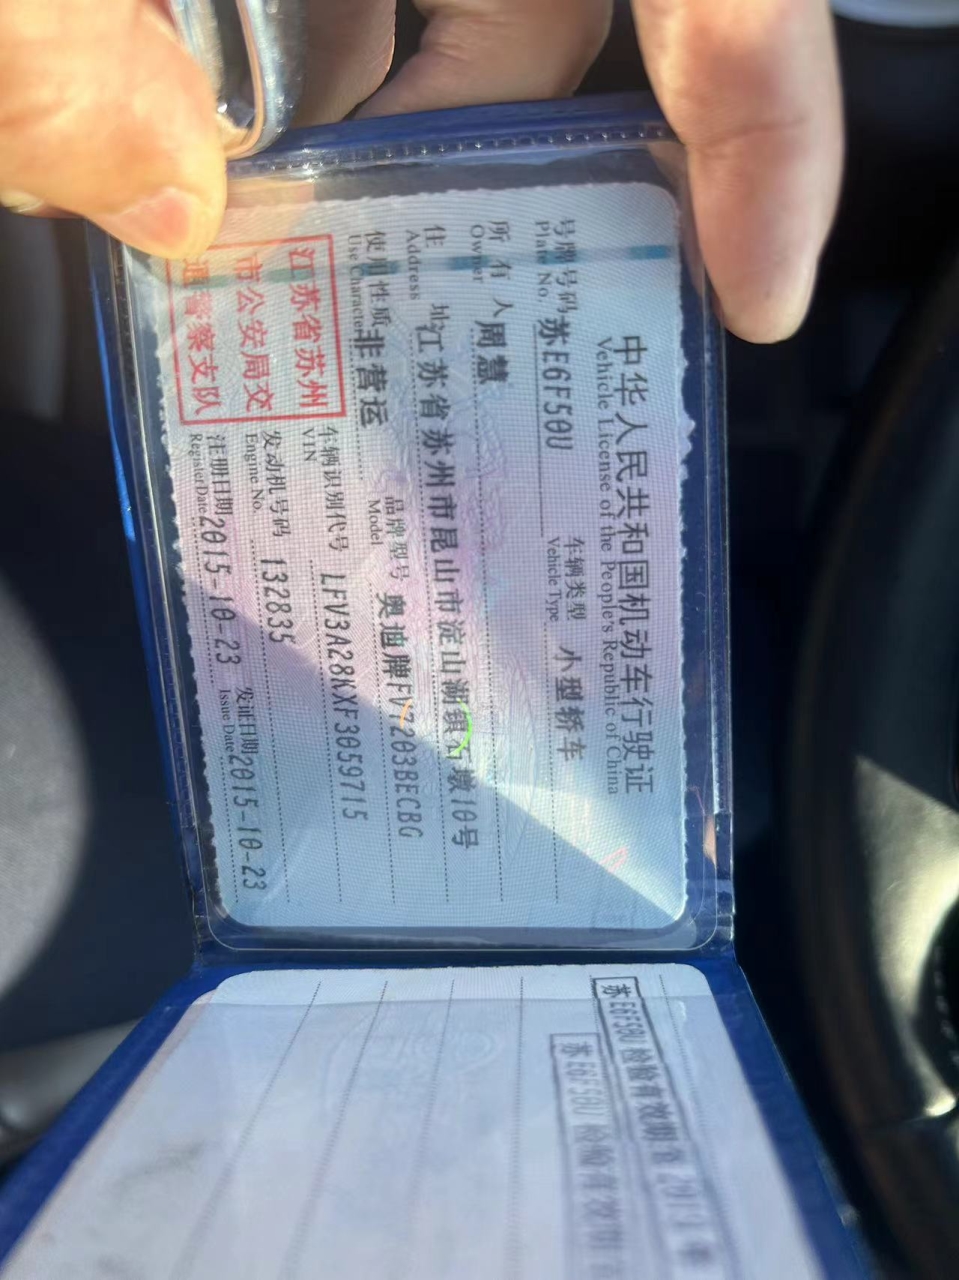 中华人民共和国机动车行驶证
Vehicle License of the People's Republic of China
号牌号码 苏E6F50U 车辆类型 小型轿车
Plate No. Vehicle Type
所有人 周慧
Owner
住址 江苏省苏州市昆山市淀山湖镇石墩10号
Address
使用性质 非营运 品牌型号 奥迪牌FV7203BECBG
Use Character Model
江苏省苏州
市公安局交
通警察支队
车辆识别代号 LFV3A28KXF3059715
VIN
发动机号码 132835
Engine No.
注册日期 2015-10-23 发证日期 2015-10-23
Register Date Issue Date
苏E6F50U 检验有效期至
苏E6F50U 检验有效期